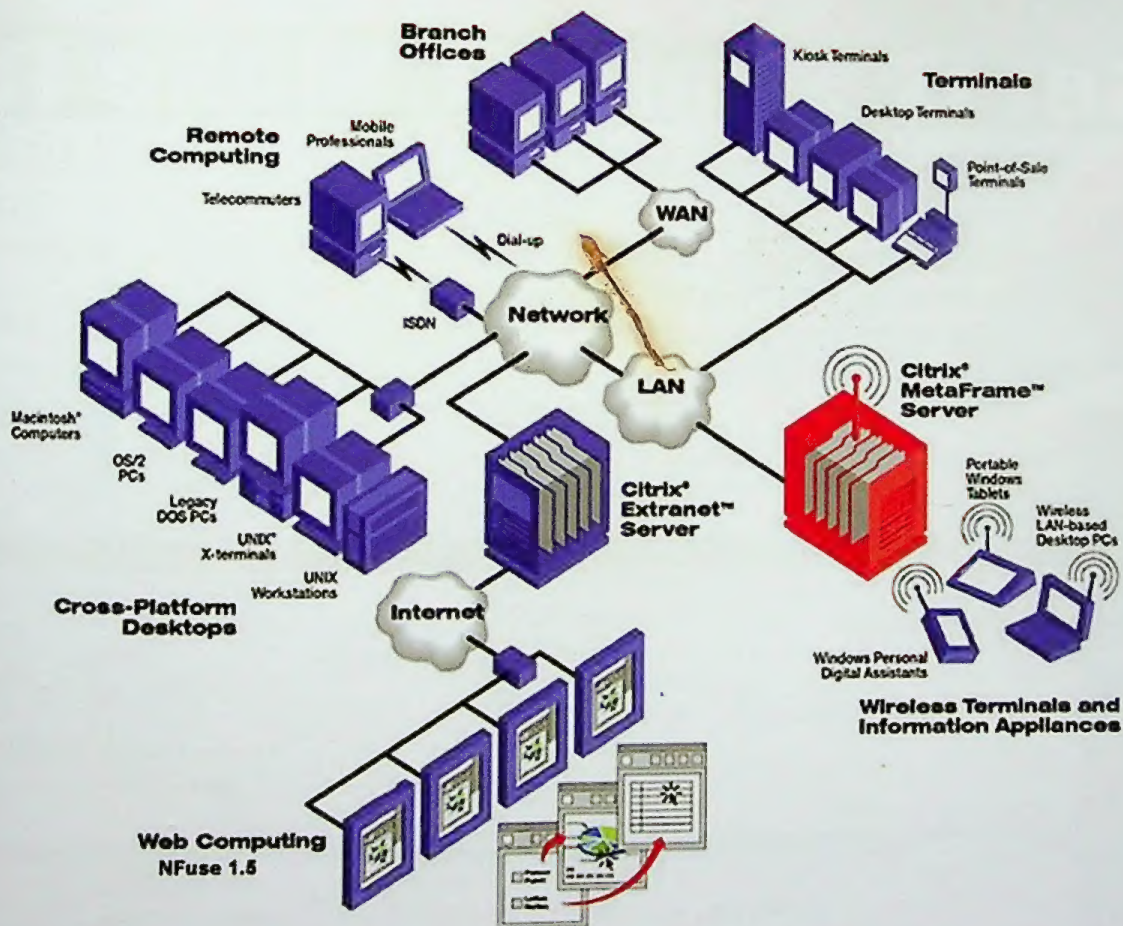 Branch
Offices
Kiosk Terminals
Terminals
Desktop Terminals
Point-of-Sale
Terminals
Remote
Computing
Mobile
Professionals
Telecommuters
Dial-up
ISDN
WAN
Network
LAN
Macintosh®
Computers
OS/2
PCs
Legacy
DOS PCs
UNIX®
X-terminals
UNIX
Workstations
Cross-Platform
Desktops
Citrix®
Extranet™
Server
Citrix®
MetaFrame™
Server
Portable
Windows
Tablets
Wireless
LAN-based
Desktop PCs
Windows Personal
Digital Assistants
Wireless Terminals and
Information Appliances
Internet
Web Computing
NFuse 1.5